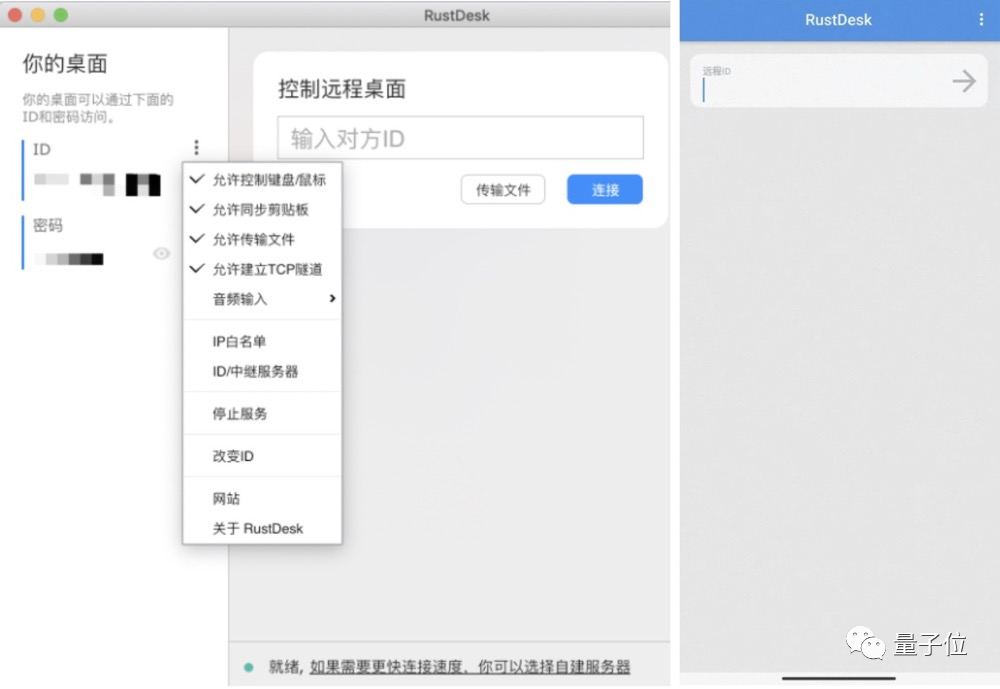 RustDesk
你的桌面
你的桌面可以通过下面的
ID和密码访问。
ID
密码
允许控制键盘/鼠标
允许同步剪贴板
允许传输文件
允许建立TCP隧道
音频输入
IP白名单
ID/中继服务器
停止服务
改变ID
网站
关于 RustDesk
控制远程桌面
输入对方ID
传输文件
连接
就绪, 如果需要更快连接速度，你可以选择自建服务器
RustDesk
远程ID
量子位